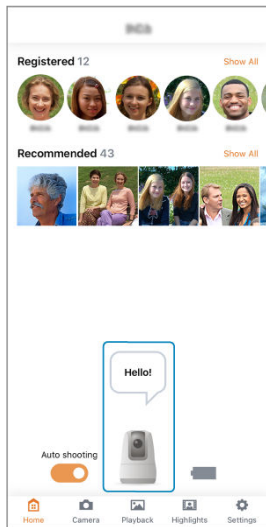 Registered 12 Show All
Recommended 43 Show All
Hello!
Auto shooting
Home Camera Playback Highlights Settings